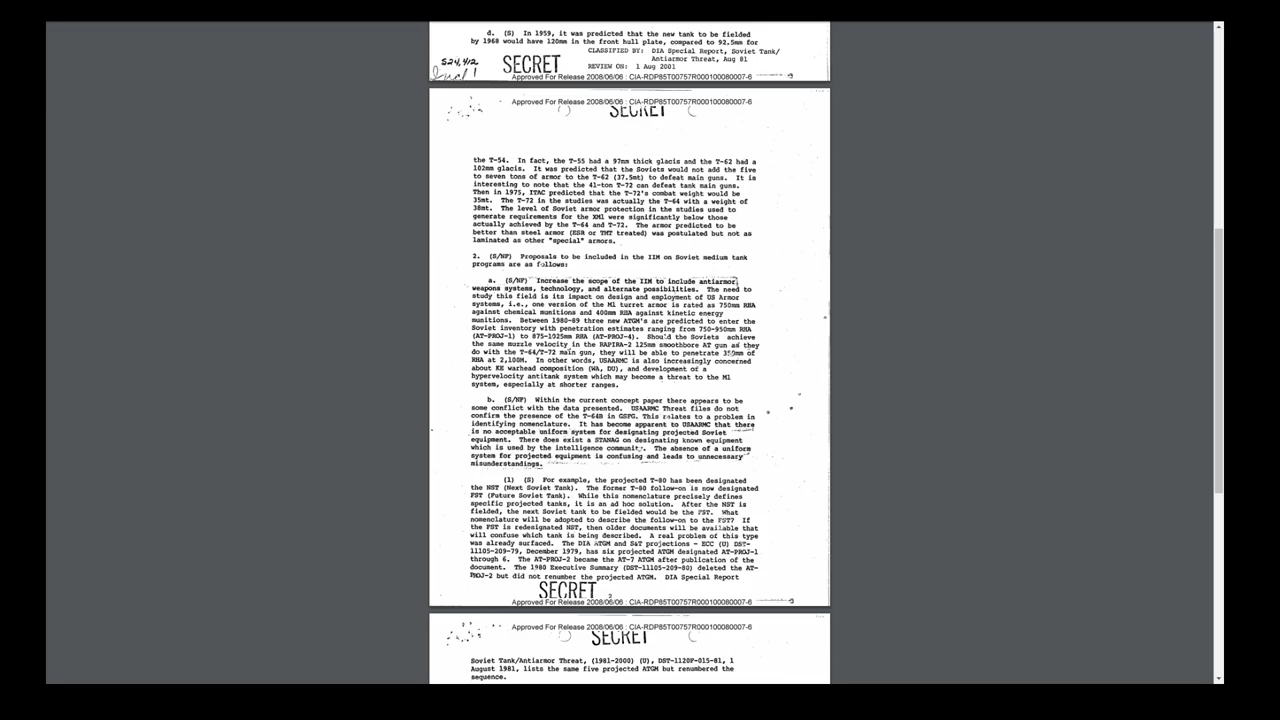 d. (S) In 1959, it was predicted that the new tank to be fielded
by 1968 would have 120mm in the front hull plate, compared to 92.5mm for
CLASSIFIED BY: DIA Special Report, Soviet Tank/
Antiarmor Threat, Aug 81
SECRET
REVIEW ON: 1 Aug 2001
Approved For Release 2008/06/06 : CIA-RDP85T00757R000100080007-6
Approved For Release 2008/06/06 : CIA-RDP85T00757R000100080007-6
SECRET
the T-54. In fact, the T-55 had a 97mm thick glacis and the T-62 had a
102mm glacis. It was predicted that the Soviets would not add the five
to seven tons of armor to the T-62 (37.5mt) to defeat main guns. It is
interesting to note that the 41-ton T-72 can defeat tank main guns.
Then in 1975, ITAC predicted that the T-72's combat weight would be
35mt. The T-72 in the studies was actually the T-64 with a weight of
38mt. The level of Soviet armor protection in the studies used to
generate requirements for the XM1 were significantly below those
actually achieved by the T-64 and T-72. The armor predicted to be
better than steel armor (ESR or TMT treated) was postulated but not as
laminated as other "special" armors.
2. (S/NF) Proposals to be included in the IIM on Soviet medium tank
programs are as follows:
a. (S/NF) Increase the scope of the IIM to include antiarmor
weapons systems, technology, and alternate possibilities. The need to
study this field is its impact on design and employment of US Armor
systems, i.e., one version of the M1 turret armor is rated as 750mm RHA
against chemical munitions and 400mm RHA against kinetic energy
munitions. Between 1980-89 three new ATGM's are predicted to enter the
Soviet inventory with penetration estimates ranging from 750-950mm RHA
(AT-PROJ-1) to 875-1025mm RHA (AT-PROJ-4). Should the Soviets achieve
the same muzzle velocity in the RAPIRA-2 125mm smoothbore AT gun as they
do with the T-64/T-72 main gun, they will be able to penetrate 350mm of
RHA at 2,100M. In other words, USAARMC is also increasingly concerned
about KE warhead composition (WA, DU), and development of a
hypervelocity antitank system which may become a threat to the M1
system, especially at shorter ranges.
b. (S/NF) Within the current concept paper there appears to be
some conflict with the data presented. USAARMC Threat files do not
confirm the presence of the T-64B in GSFG. This relates to a problem in
identifying nomenclature. It has become apparent to USAARMC that there
is no acceptable uniform system for designating projected Soviet
equipment. There does exist a STANAG on designating known equipment
which is used by the intelligence community. The absence of a uniform
system for projected equipment is confusing and leads to unnecessary
misunderstandings.
(1) (S) For example, the projected T-80 has been designated
the NST (Next Soviet Tank). The former T-80 follow-on is now designated
FST (Future Soviet Tank). While this nomenclature precisely defines
specific projected tanks, it is an ad hoc solution. After the NST is
fielded, the next Soviet tank to be fielded would be the FST. What
nomenclature will be adopted to describe the follow-on to the FST? If
the FST is redesignated NST, then older documents will be available that
will confuse which tank is being described. A real problem of this type
was already surfaced. The DIA ATGM and S&T projections - ECC (U) DST-
1110S-209-79, December 1979, has six projected ATGM designated AT-PROJ-1
through 6. The AT-PROJ-2 became the AT-7 ATGM after publication of the
document. The 1980 Executive Summary (DST-1110S-209-80) deleted the AT-
PROJ-2 but did not renumber the projected ATGM. DIA Special Report
SECRET
2
Approved For Release 2008/06/06 : CIA-RDP85T00757R000100080007-6
Approved For Release 2008/06/06 : CIA-RDP85T00757R000100080007-6
SECRET
Soviet Tank/Antiarmor Threat, (1981-2000) (U), DST-1120F-015-81, 1
August 1981, lists the same five projected ATGM but renumbered the
sequence.